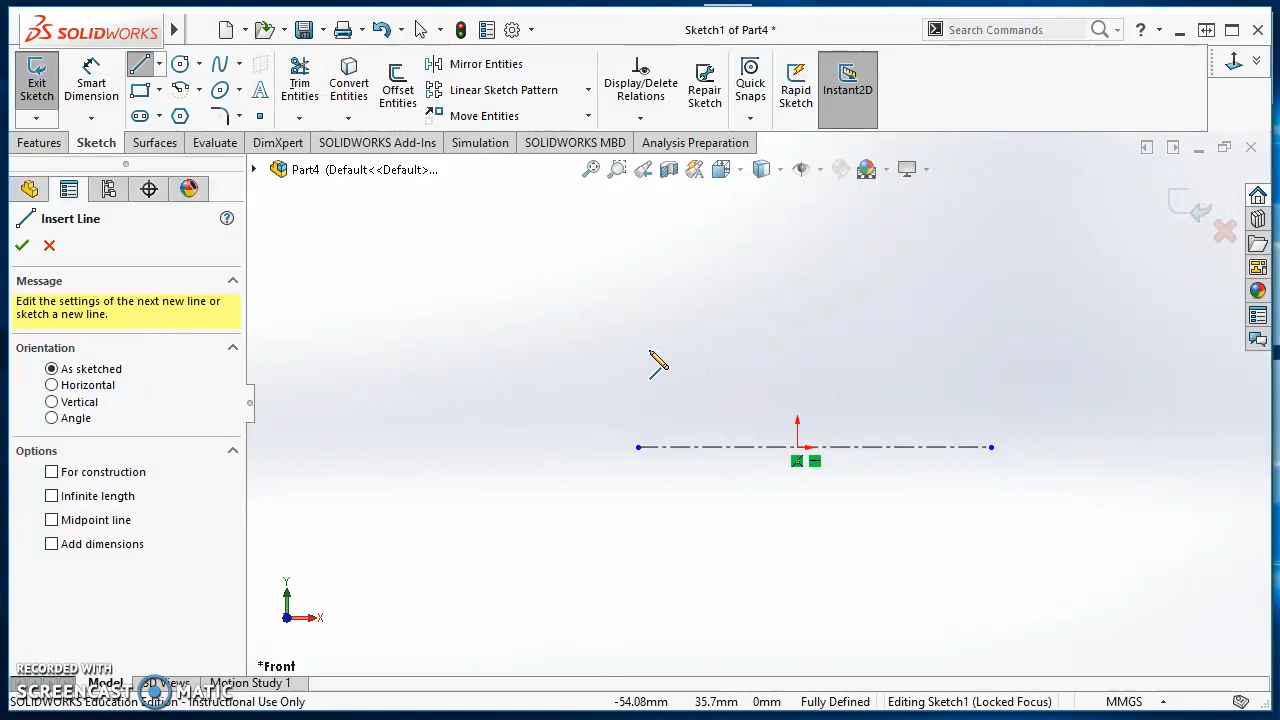 SOLIDWORKS
Sketch1 of Part4 *
Search Commands
?
Exit Sketch
Smart Dimension
Trim Entities
Convert Entities
Offset Entities
Mirror Entities
Linear Sketch Pattern
Move Entities
Display/Delete Relations
Repair Sketch
Quick Snaps
Rapid Sketch
Instant2D
Features Sketch Surfaces Evaluate DimXpert SOLIDWORKS Add-Ins Simulation SOLIDWORKS MBD Analysis Preparation
Part4 (Default<<Default>...
Insert Line ?
Message
Edit the settings of the next new line or
sketch a new line.
Orientation
As sketched
Horizontal
Vertical
Angle
Options
For construction
Infinite length
Midpoint line
Add dimensions
Y
X
*Front
RECORDED WITH
SCREENCAST MATIC
Model 3D Views Motion Study 1
SOLIDWORKS Education Edition - Instructional Use Only -54.08mm 35.7mm 0mm Fully Defined Editing Sketch1 (Locked Focus) MMGS